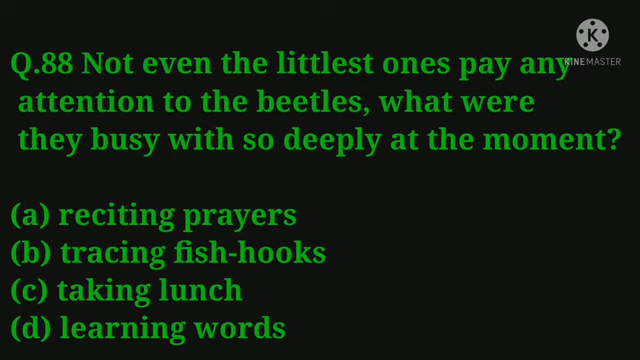 K
KINEMASTER
Q.88 Not even the littlest ones pay any
attention to the beetles, what were
they busy with so deeply at the moment?
(a) reciting prayers
(b) tracing fish-hooks
(c) taking lunch
(d) learning words